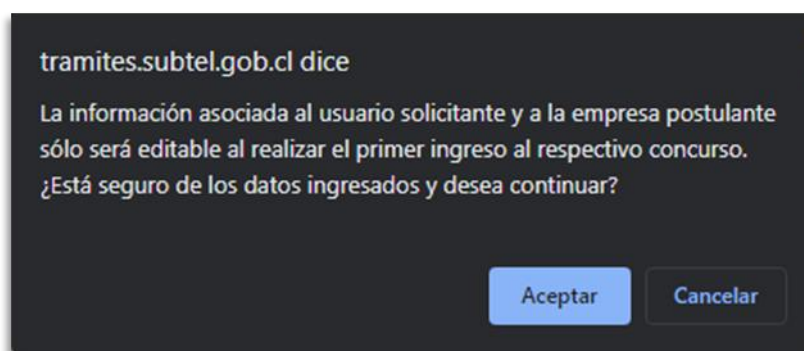 tramites.subtel.gob.cl dice
La información asociada al usuario solicitante y a la empresa postulante
sólo será editable al realizar el primer ingreso al respectivo concurso.
¿Está seguro de los datos ingresados y desea continuar?
Aceptar
Cancelar